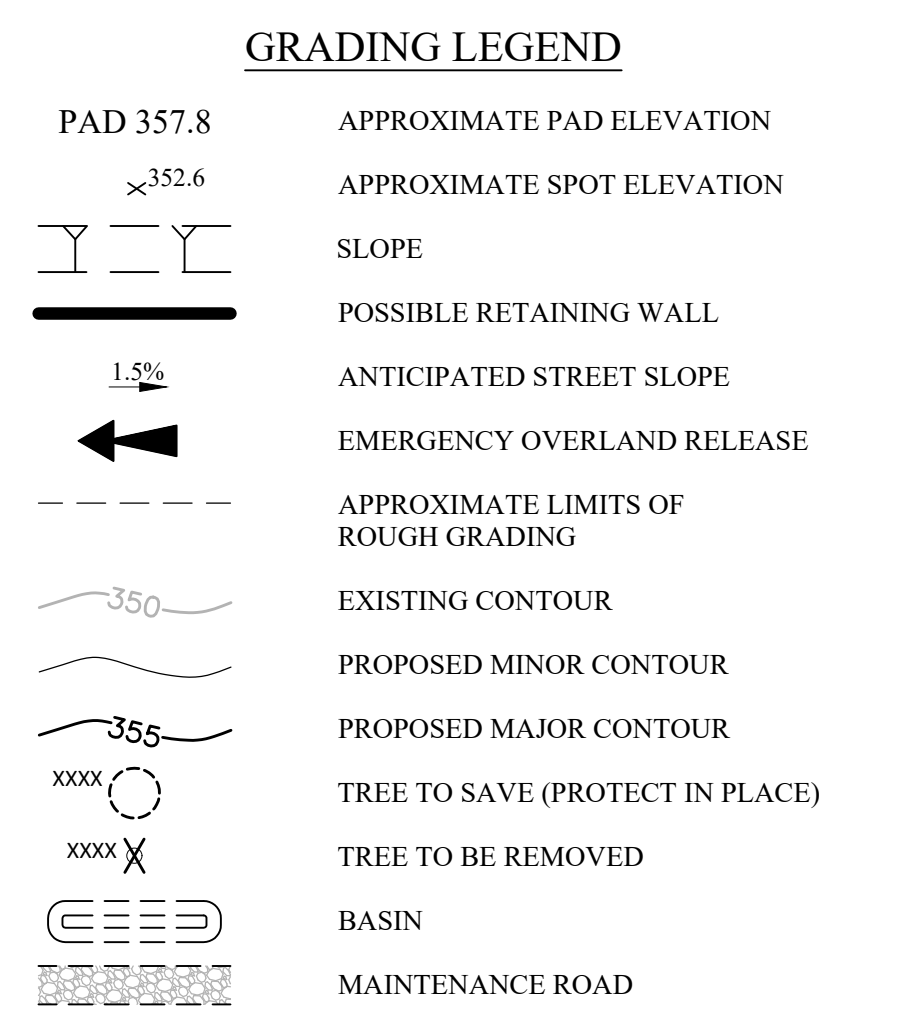 GRADING LEGEND
PAD 357.8 APPROXIMATE PAD ELEVATION
352.6 APPROXIMATE SPOT ELEVATION
SLOPE
POSSIBLE RETAINING WALL
1.5% ANTICIPATED STREET SLOPE
EMERGENCY OVERLAND RELEASE
APPROXIMATE LIMITS OF
ROUGH GRADING
350 EXISTING CONTOUR
PROPOSED MINOR CONTOUR
355 PROPOSED MAJOR CONTOUR
XXXX TREE TO SAVE (PROTECT IN PLACE)
XXXX TREE TO BE REMOVED
BASIN
MAINTENANCE ROAD